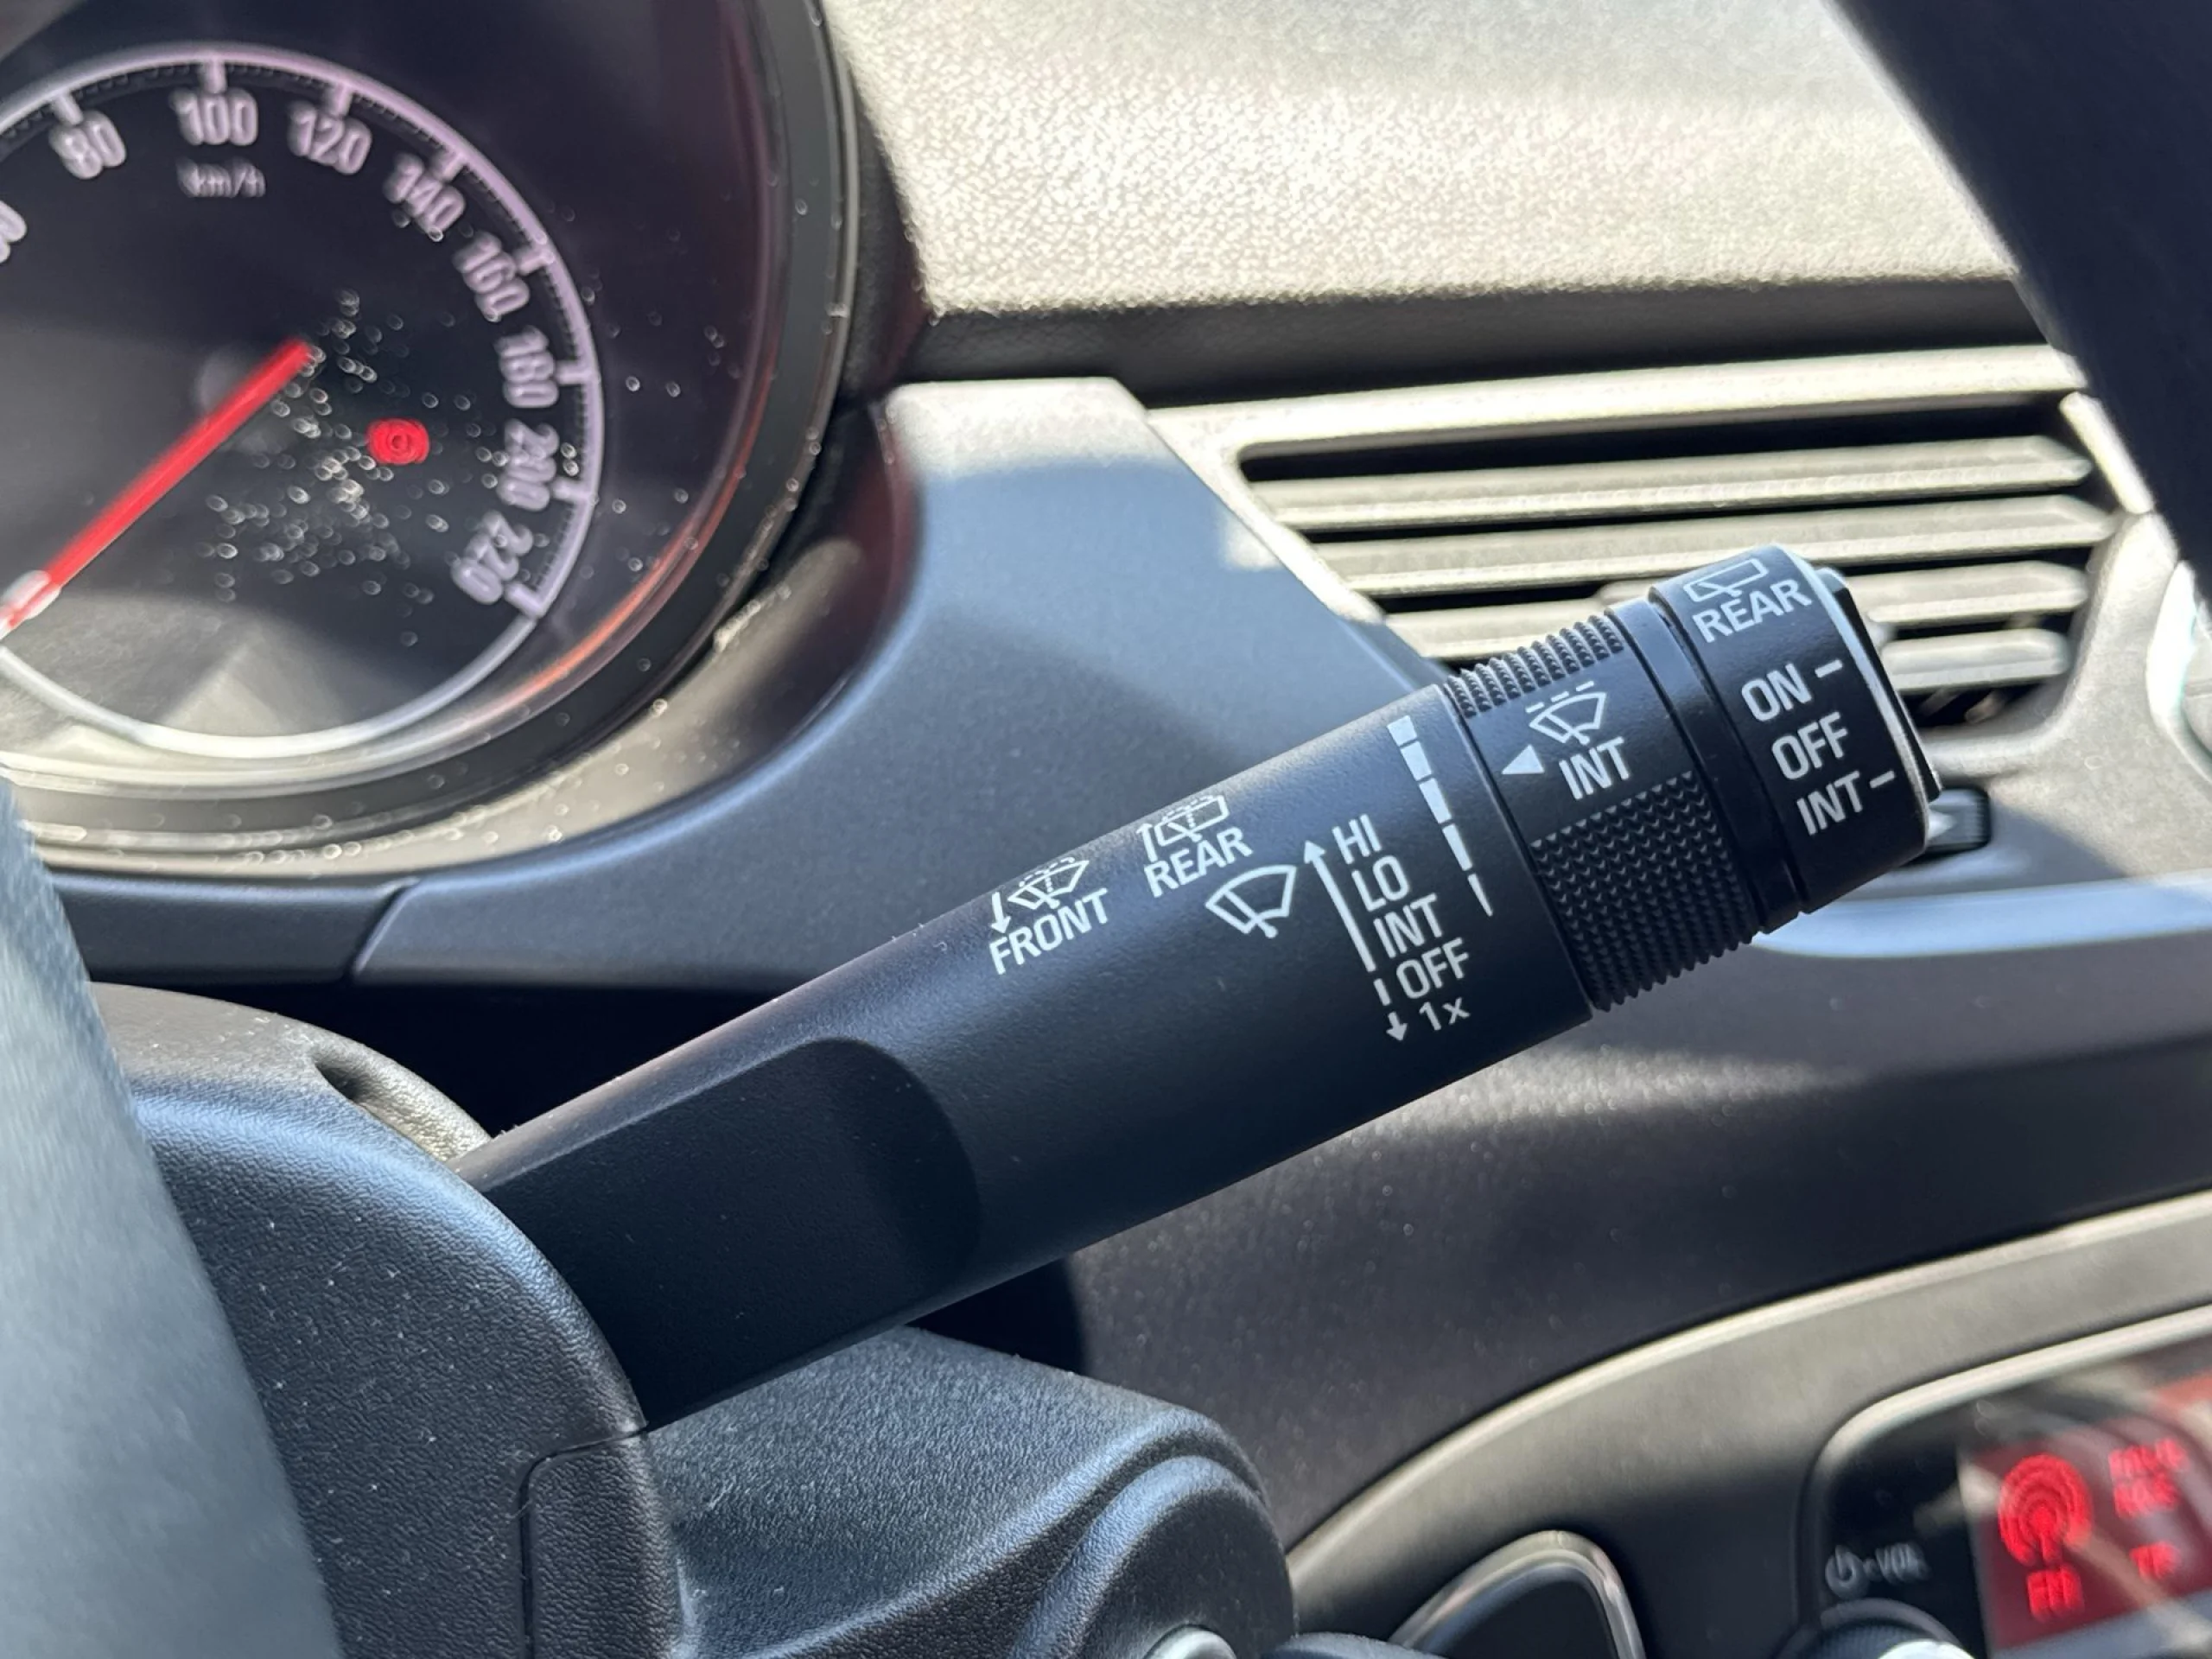 80
100
120
140
160
180
200
220
km/h
REAR
ON
OFF
INT
INT
HI
LO
INT
OFF
1x
REAR
FRONT
VOL